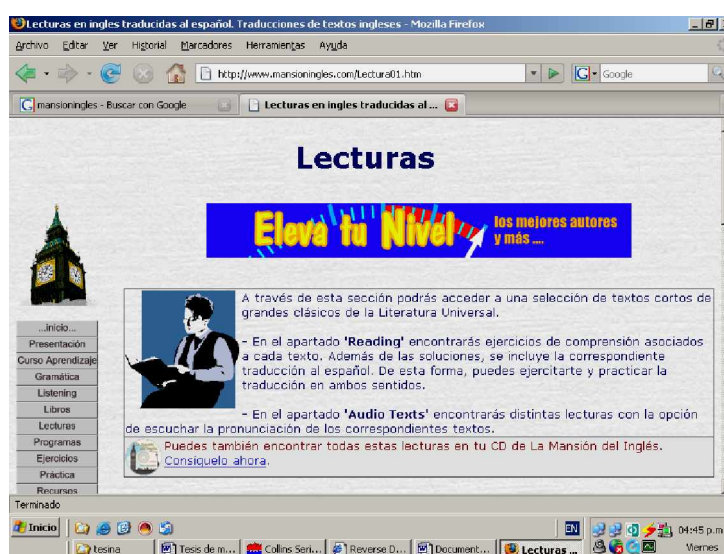 Lecturas en ingles traducidas al español. Traducciones de textos ingleses - Mozilla Firefox
Archivo Editar Ver Historial Marcadores Herramientas Ayuda
http://www.mansioningles.com/Lectura01.htm
Google
mansioningles - Buscar con Google
Lecturas en ingles traducidas al ...
Lecturas
Eleva tu Nivel
los mejores autores
y más ....
...inicio...
Presentación
Curso Aprendizaje
Gramática
Listening
Libros
Lecturas
Programas
Ejercicios
Práctica
Recursos
A través de esta sección podrás acceder a una selección de textos cortos de
grandes clásicos de la Literatura Universal.
- En el apartado 'Reading' encontrarás ejercicios de comprensión asociados
a cada texto. Además de las soluciones, se incluye la correspondiente
traducción al español. De esta forma, puedes ejercitarte y practicar la
traducción en ambos sentidos.
- En el apartado 'Audio Texts' encontrarás distintas lecturas con la opción
de escuchar la pronunciación de los correspondientes textos.
Puedes también encontrar todas estas lecturas en tu CD de La Mansión del Inglés.
Consíguelo ahora.
Terminado
Inicio
EN
04:45 p.m
tesina
Tesis de m...
Collins Seri...
Reverse D...
Document...
Lecturas ...
Viernes